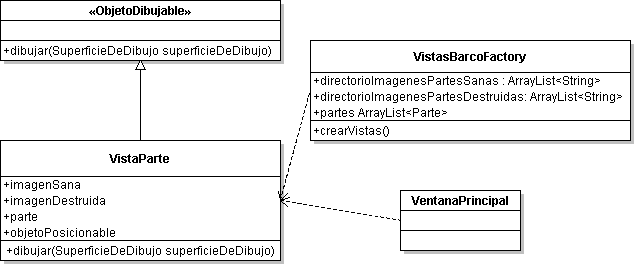 «ObjetoDibujable»
+dibujar(SuperficieDeDibujo superficieDeDibujo)
VistasBarcoFactory
+directorioImagenesPartesSanas : ArrayList<String>
+directorioImagenesPartesDestruidas: ArrayList<String>
+partes ArrayList<Parte>
+crearVistas()
VistaParte
+imagenSana
+imagenDestruida
+parte
+objetoPosicionable
+dibujar(SuperficieDeDibujo superficieDeDibujo)
VentanaPrincipal